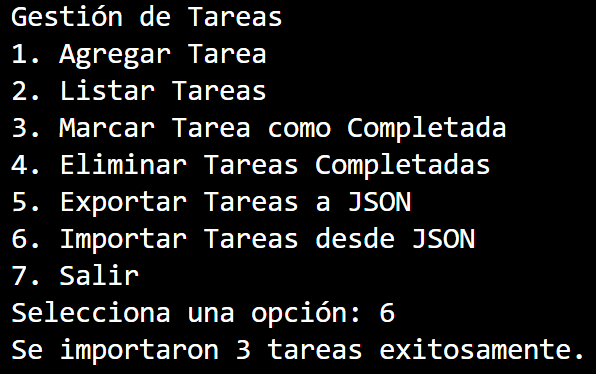 Gestión de Tareas
1. Agregar Tarea
2. Listar Tareas
3. Marcar Tarea como Completada
4. Eliminar Tareas Completadas
5. Exportar Tareas a JSON
6. Importar Tareas desde JSON
7. Salir
Selecciona una opción: 6
Se importaron 3 tareas exitosamente.